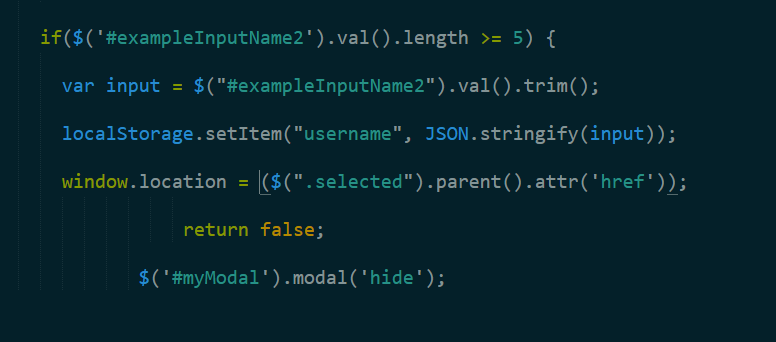 if($('#exampleInputName2').val().length >= 5) {
var input = $("#exampleInputName2").val().trim();
localStorage.setItem("username", JSON.stringify(input));
window.location = ($(".selected").parent().attr('href'));
return false;
$('#myModal').modal('hide');